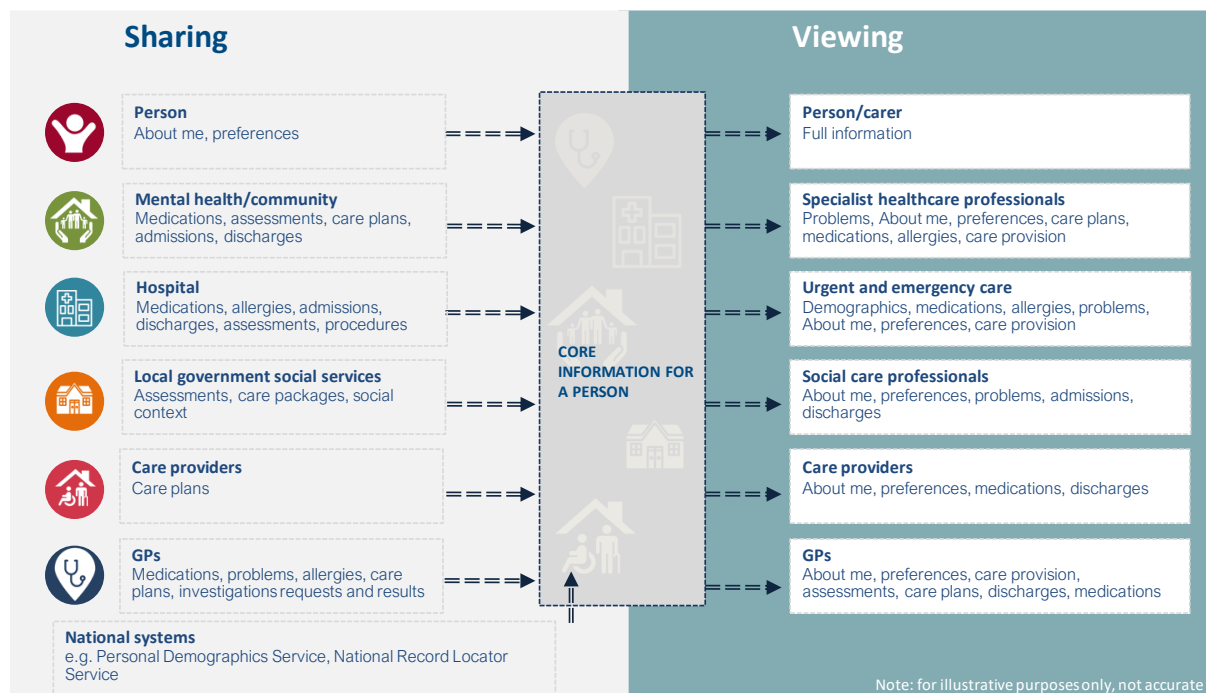 Sharing
Viewing
Person
About me, preferences
Mental health/community
Medications, assessments, care plans,
admissions, discharges
Hospital
Medications, allergies, admissions,
discharges, assessments, procedures
Local government social services
Assessments, care packages, social
context
Care providers
Care plans
GPs
Medications, problems, allergies, care
plans, investigations requests and results
National systems
e.g. Personal Demographics Service, National Record Locator
Service
CORE
INFORMATION FOR
A PERSON
Person/carer
Full information
Specialist healthcare professionals
Problems, About me, preferences, care plans,
medications, allergies, care provision
Urgent and emergency care
Demographics, medications, allergies, problems,
About me, preferences, care provision
Social care professionals
About me, preferences, problems, admissions,
discharges
Care providers
About me, preferences, medications, discharges
GPs
About me, preferences, care provision,
assessments, care plans, discharges, medications
Note: for illustrative purposes only, not accurate